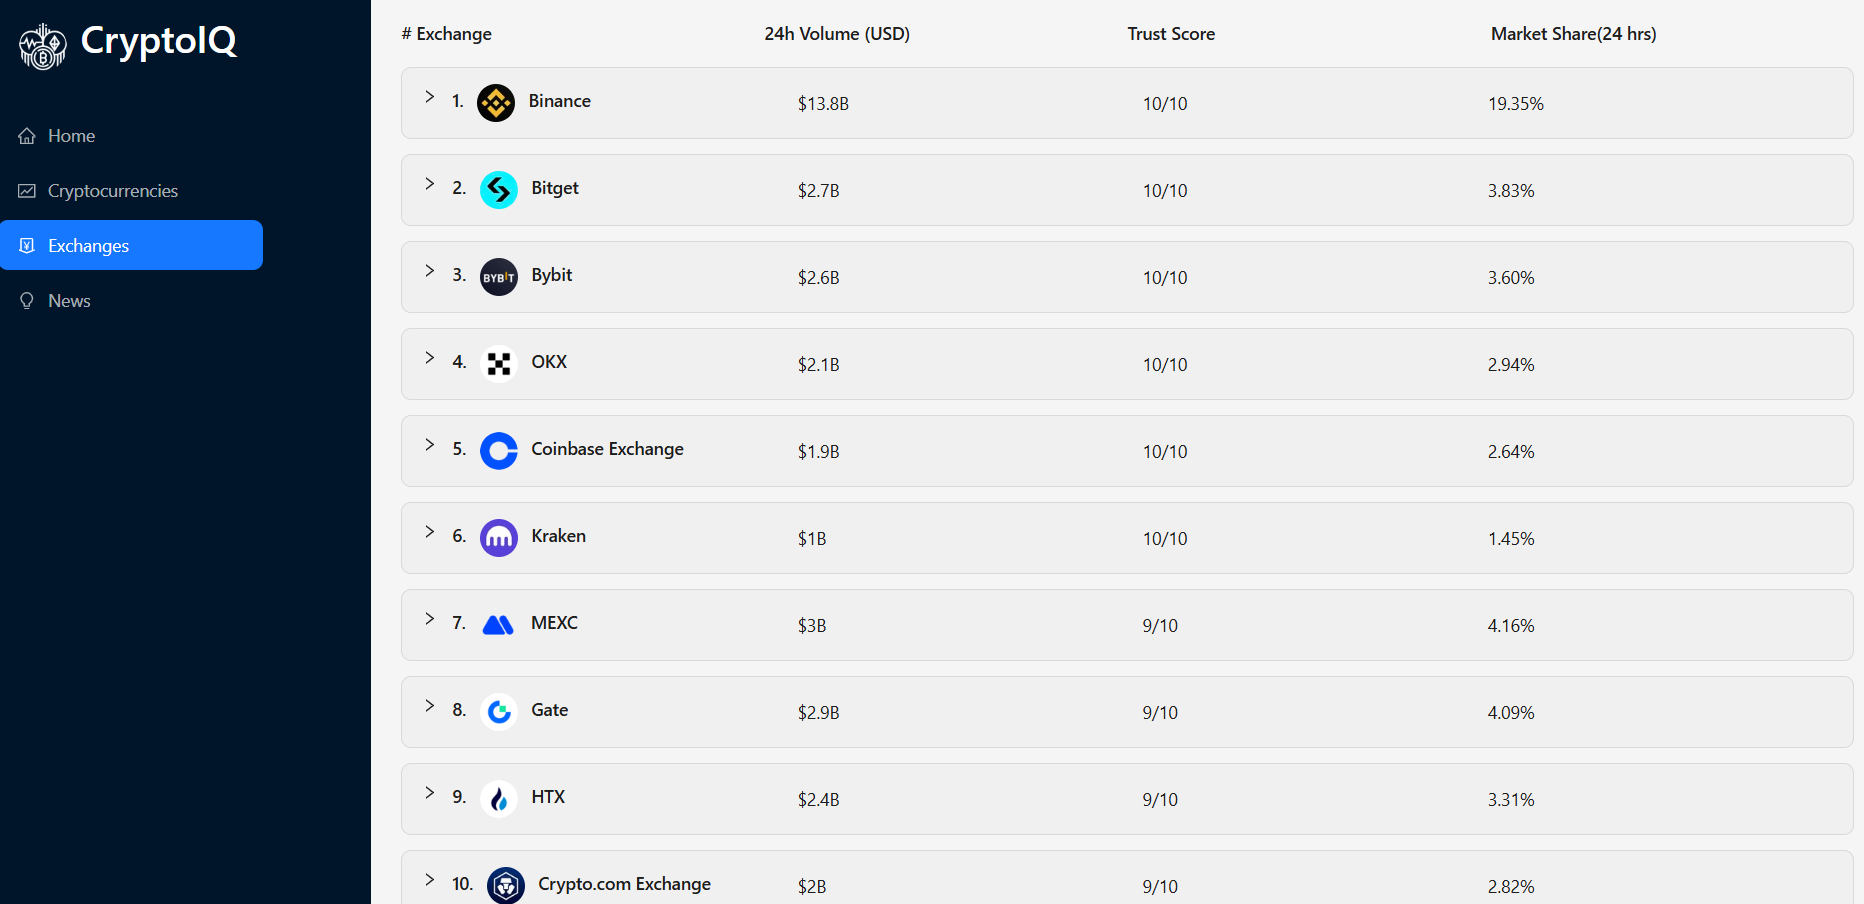 CryptoIQ
Home
Cryptocurrencies
Exchanges
News
# Exchange 24h Volume (USD) Trust Score Market Share(24 hrs)
1. Binance $13.8B 10/10 19.35%
2. Bitget $2.7B 10/10 3.83%
3. BYBIT Bybit $2.6B 10/10 3.60%
4. OKX $2.1B 10/10 2.94%
5. Coinbase Exchange $1.9B 10/10 2.64%
6. Kraken $1B 10/10 1.45%
7. MEXC $3B 9/10 4.16%
8. Gate $2.9B 9/10 4.09%
9. HTX $2.4B 9/10 3.31%
10. Crypto.com Exchange $2B 9/10 2.82%